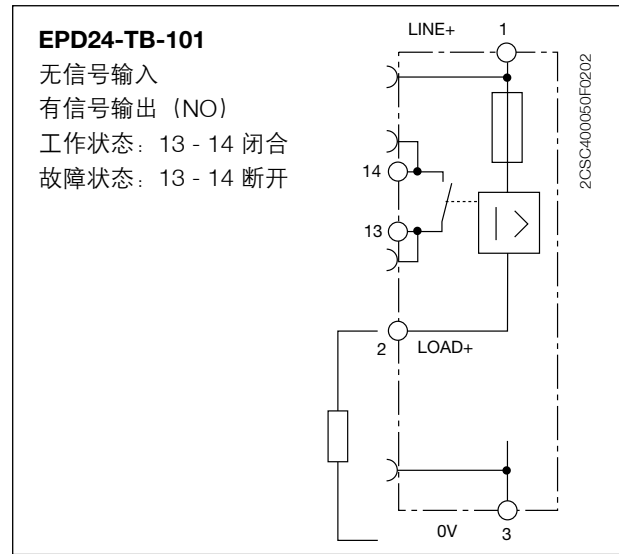 EPD24-TB-101
无信号输入
有信号输出（NO）
工作状态：13 - 14 闭合
故障状态：13 - 14 断开
LINE+ 1
14
13
2 LOAD+
0V 3
2CSC400050F0202